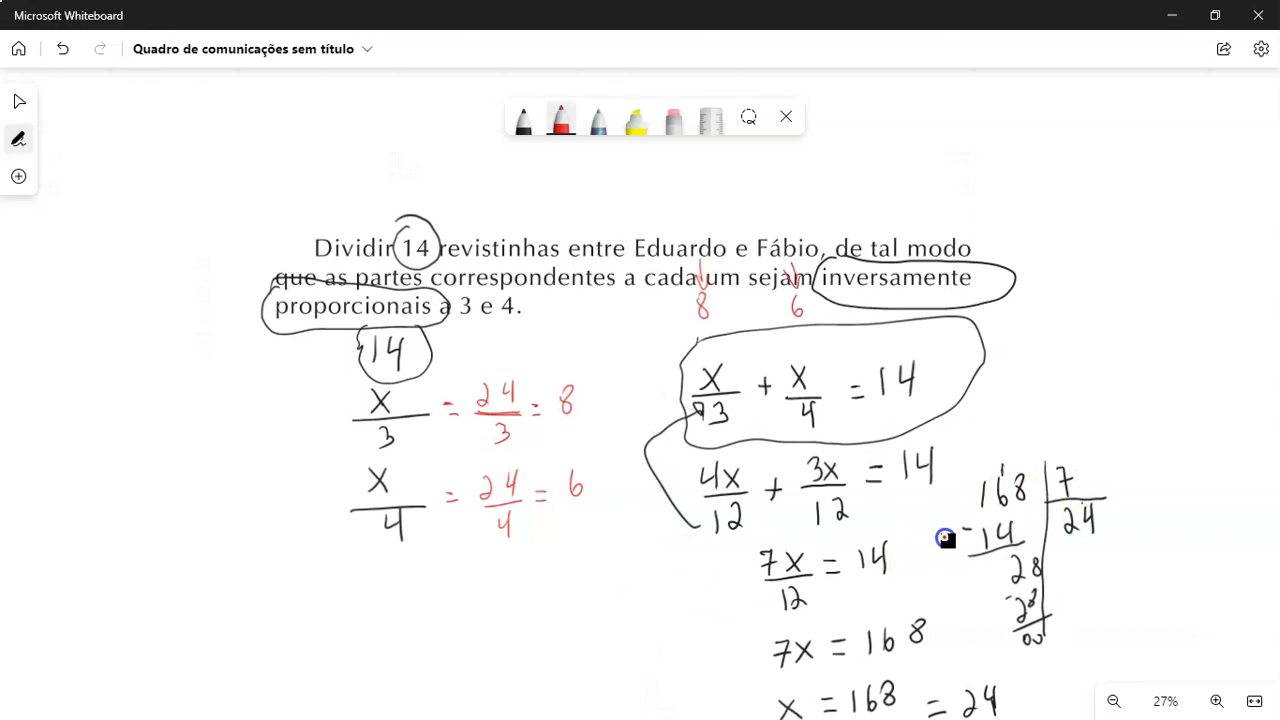 Microsoft Whiteboard
Quadro de comunicações sem título
Dividir 14 revistinhas entre Eduardo e Fábio, de tal modo
que as partes correspondentes a cada um sejam inversamente
proporcionais a 3 e 4.
8 6
14
x/3 = 24/3 = 8
x/4 = 24/4 = 6
x/3 + x/4 = 14
4x/12 + 3x/12 = 14
7x/12 = 14
7x = 168
x = 168 = 24
168 | 7
-14 24
28
-28
00
27%